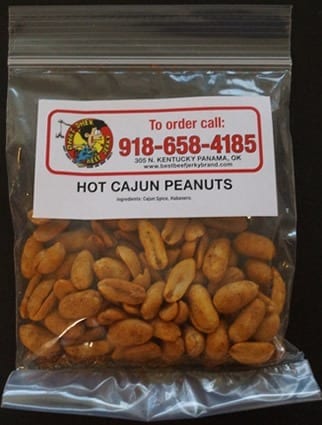 To order call:
918-658-4185
305 N. KENTUCKY PANAMA, OK
www.bestbeefjerkybrand.com
HOT CAJUN PEANUTS
Ingredients: Cajun Spice, Habanero.